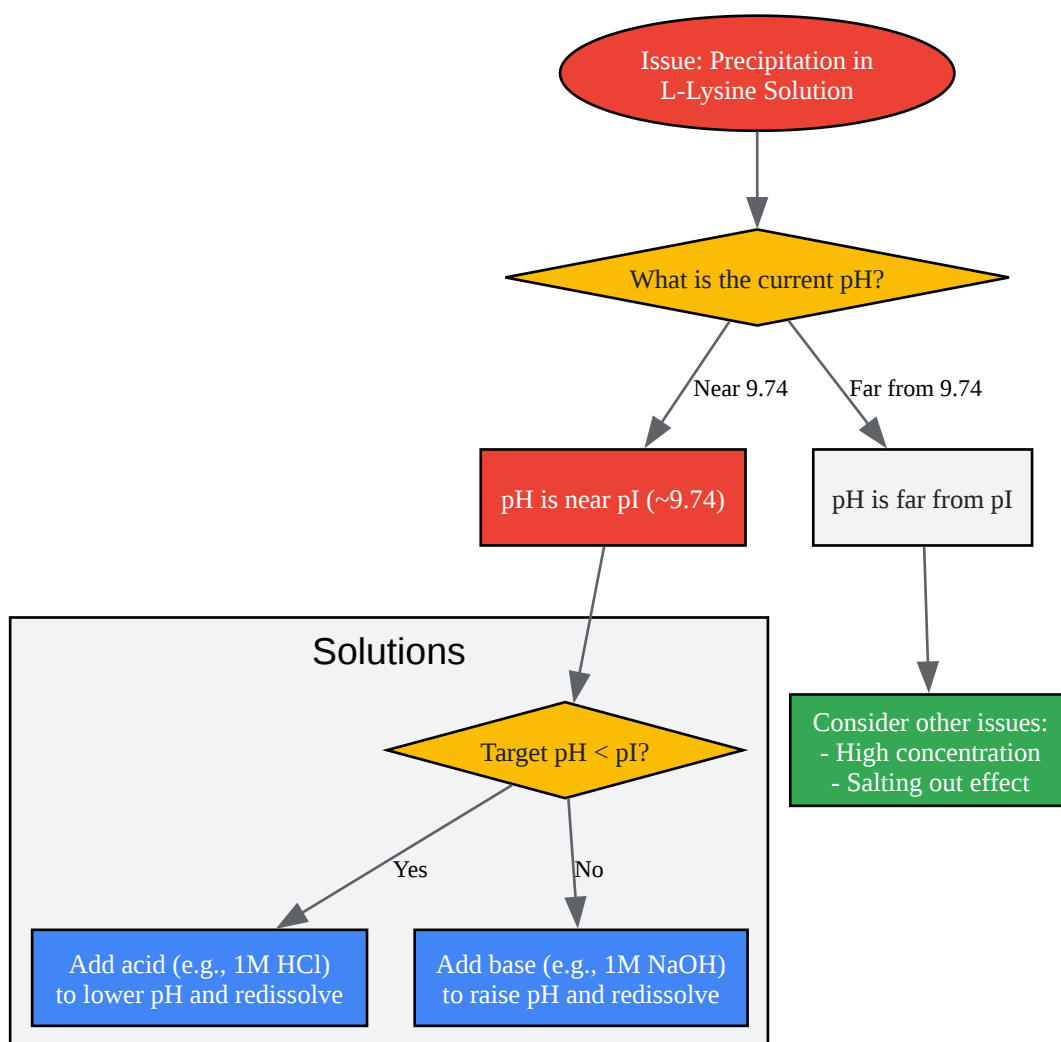 Issue: Precipitation in
L-Lysine Solution
What is the current pH?
Near 9.74
Far from 9.74
pH is near pI (~9.74)
pH is far from pI
Solutions
Target pH < pI?
Consider other issues:
- High concentration
- Salting out effect
Yes
No
Add acid (e.g., 1M HCl)
to lower pH and redissolve
Add base (e.g., 1M NaOH)
to raise pH and redissolve